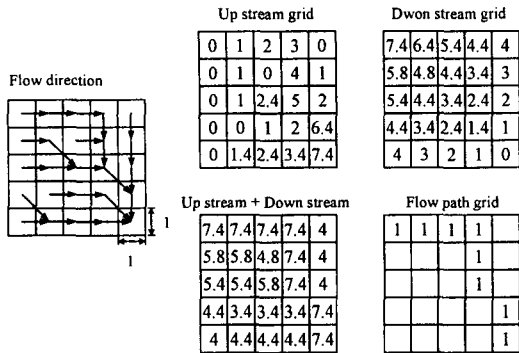 Up stream grid
0 1 2 3 0
0 1 0 4 1
0 1 2.4 5 2
0 0 1 2 6.4
0 1.4 2.4 3.4 7.4
Dwon stream grid
7.4 6.4 5.4 4.4 4
5.8 4.8 4.4 3.4 3
5.4 4.4 3.4 2.4 2
4.4 3.4 2.4 1.4 1
4 3 2 1 0
Flow direction
1
1
Up stream + Down stream
7.4 7.4 7.4 7.4 4
5.8 5.8 4.8 7.4 4
5.4 5.4 5.8 7.4 4
4.4 3.4 3.4 3.4 7.4
4 4.4 4.4 4.4 7.4
Flow path grid
1 1 1 1
1
1
1
1